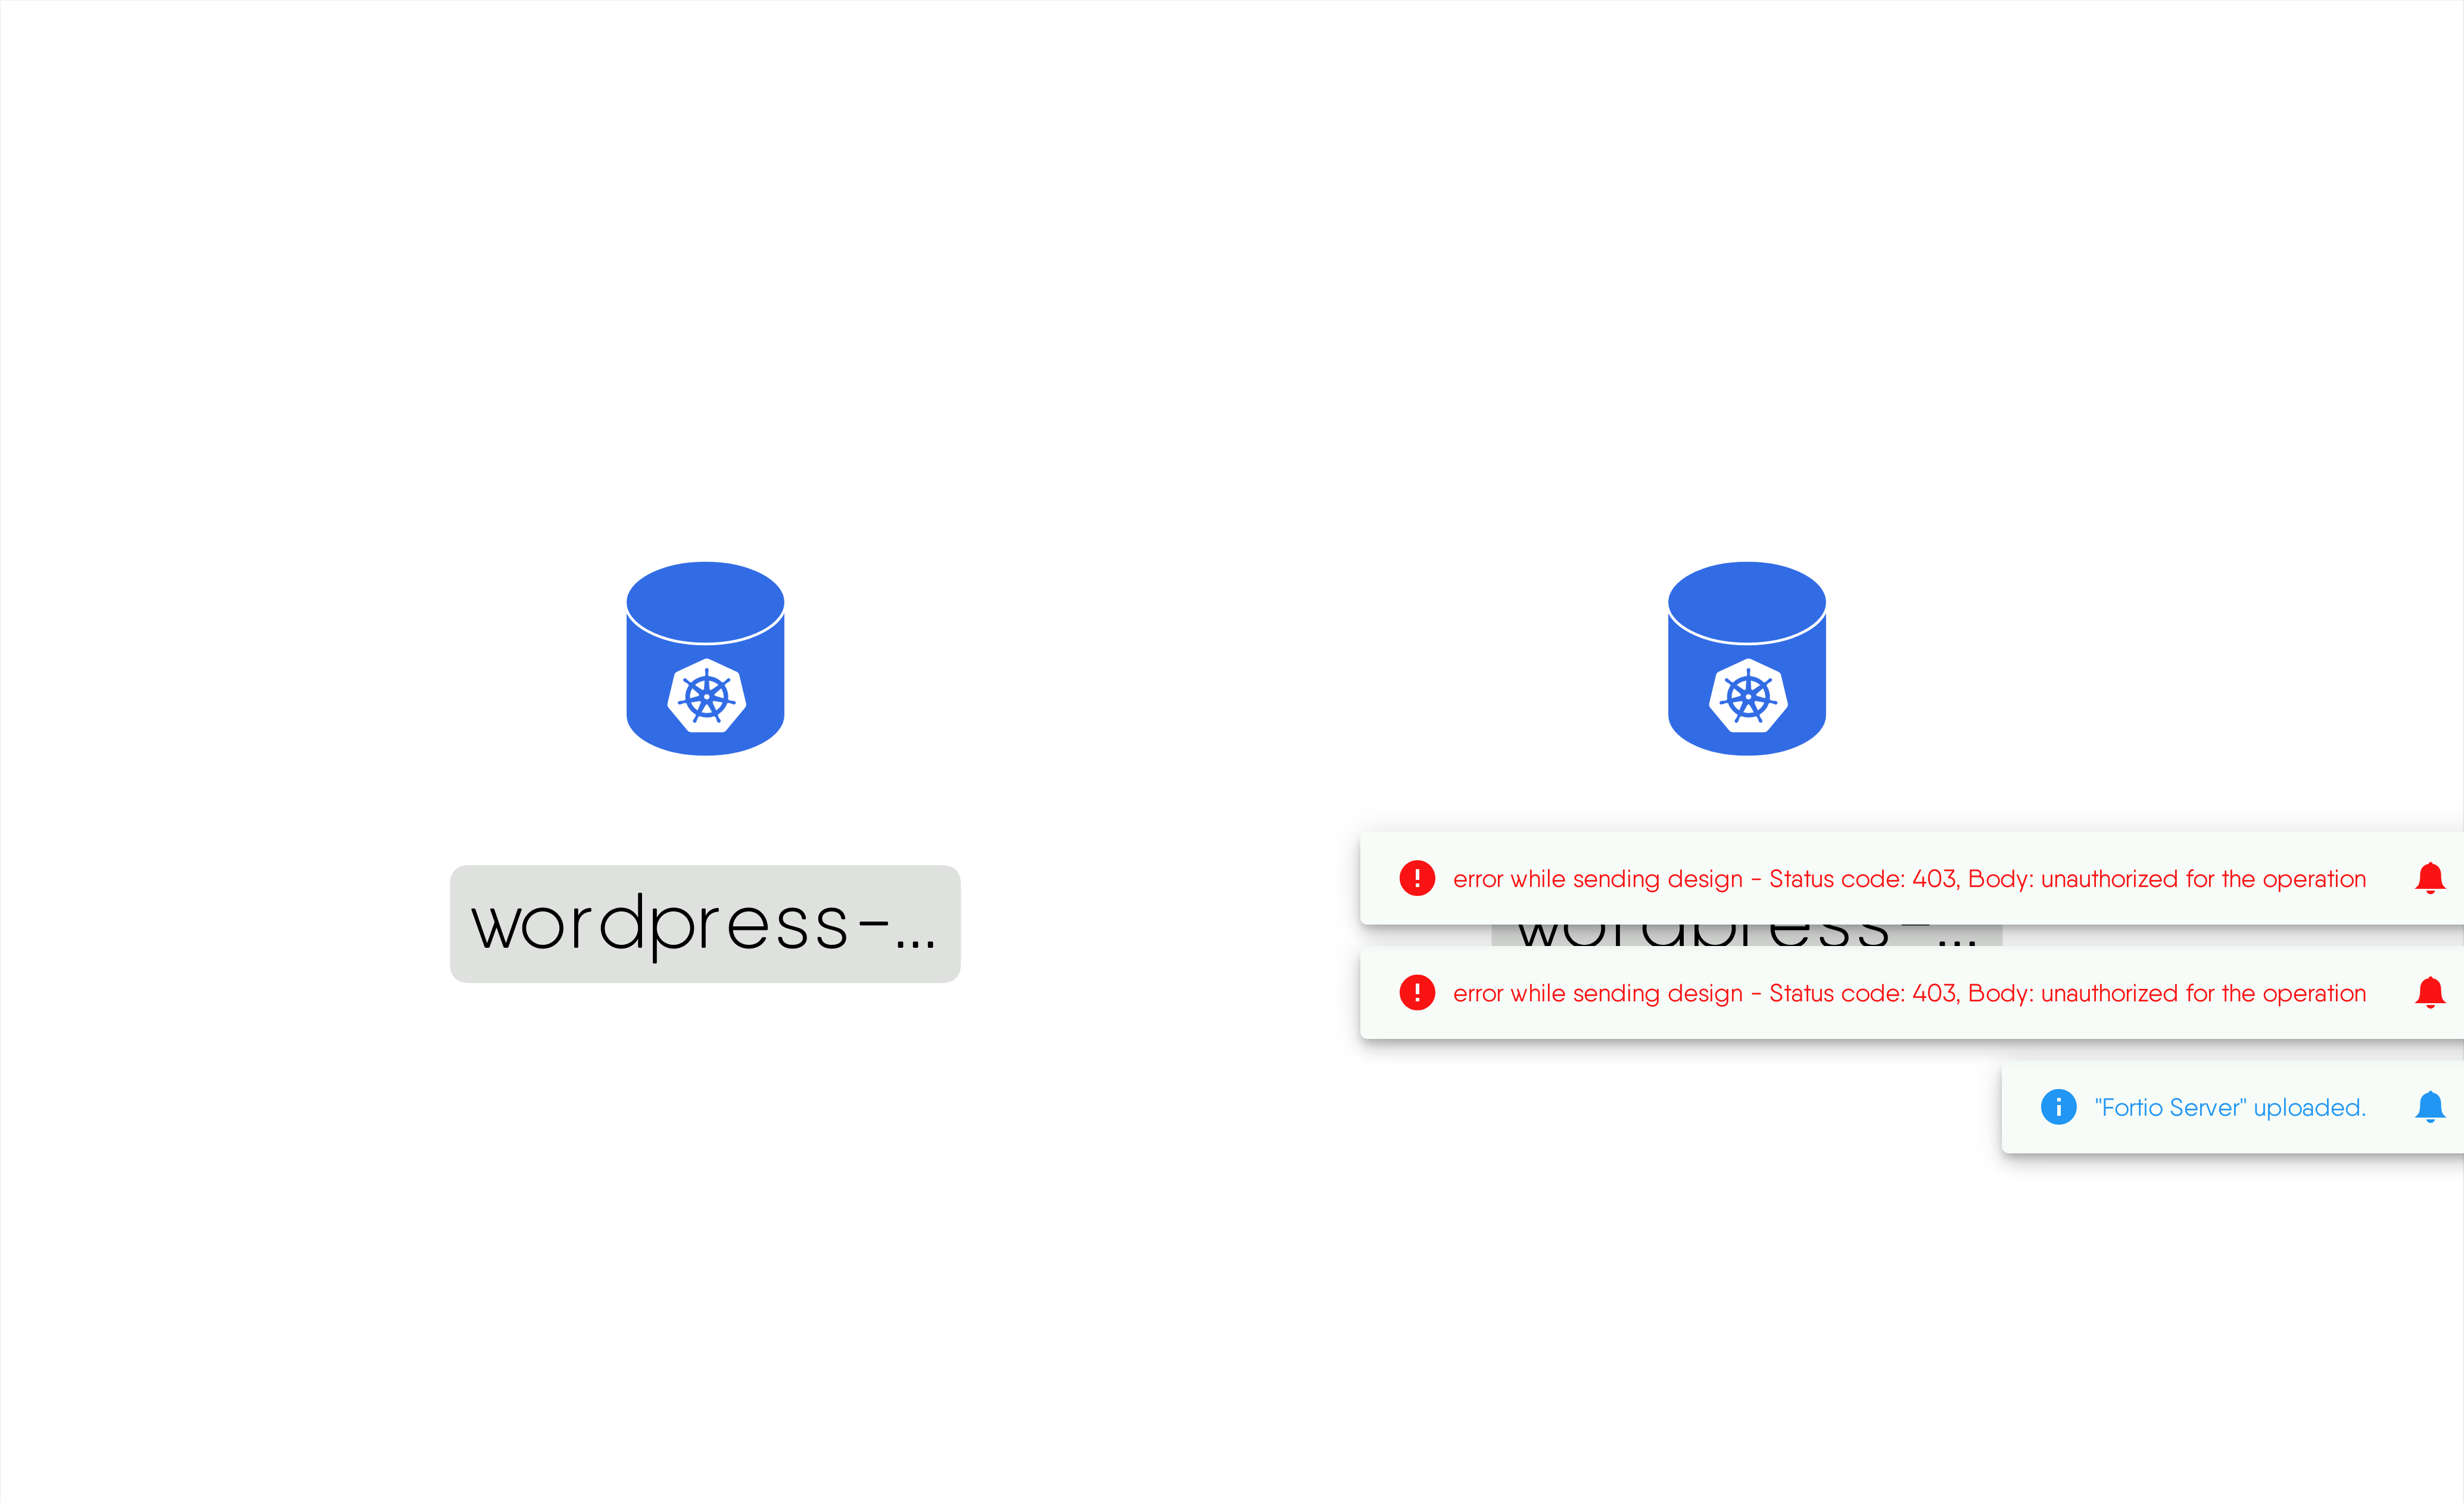 wordpress-...
error while sending design - Status code: 403, Body: unauthorized for the operation
wordpress-...
error while sending design - Status code: 403, Body: unauthorized for the operation
"Fortio Server" uploaded.